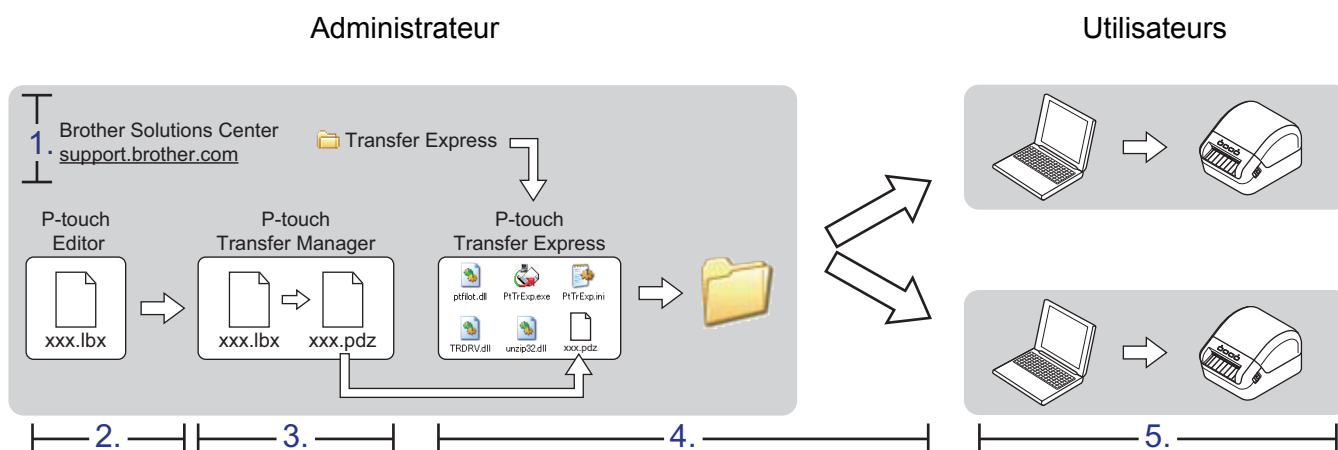 Administrateur
Utilisateurs
1.
Brother Solutions Center
support.brother.com
Transfer Express
P-touch
Editor
xxx.lbx
P-touch
Transfer Manager
xxx.lbx
xxx.pdz
P-touch
Transfer Express
ptfilot.dll
PtTrExp.exe
PtTrExp.ini
TRDRV.dll
unzip32.dll
xxx.pdz
2.
3.
4.
5.